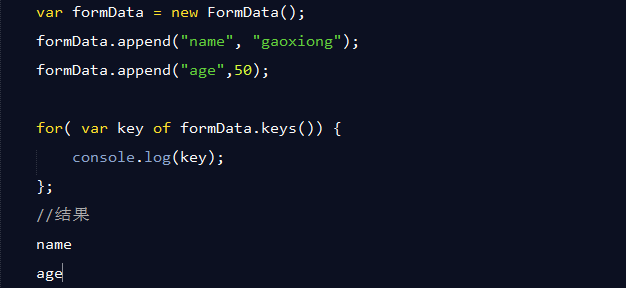 var formData = new FormData();
formData.append("name", "gaoxiong");
formData.append("age",50);
for( var key of formData.keys()) {
console.log(key);
};
//结果
name
age